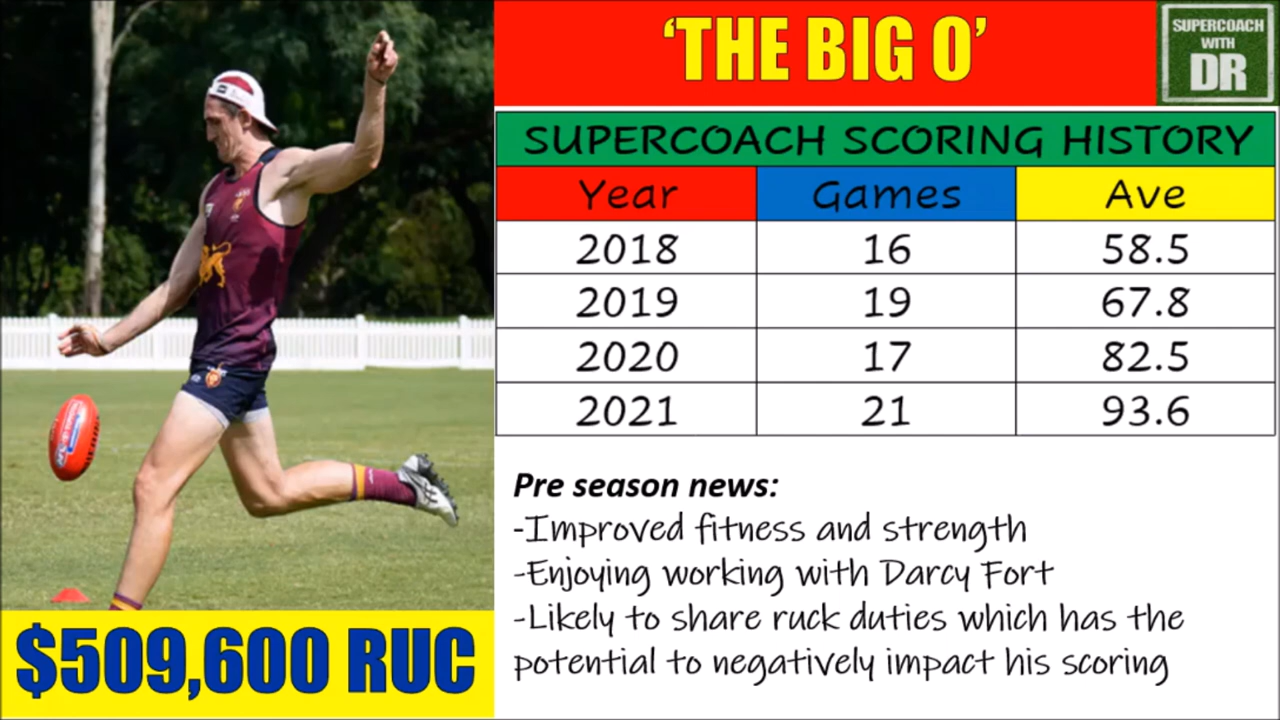 'THE BIG O'
SUPERCOACH
WITH
DR
SUPERCOACH SCORING HISTORY
Year Games Ave
2018 16 58.5
2019 19 67.8
2020 17 82.5
2021 21 93.6
Pre season news:
-Improved fitness and strength
-Enjoying working with Darcy Fort
-Likely to share ruck duties which has the
potential to negatively impact his scoring
$509,600 RUC